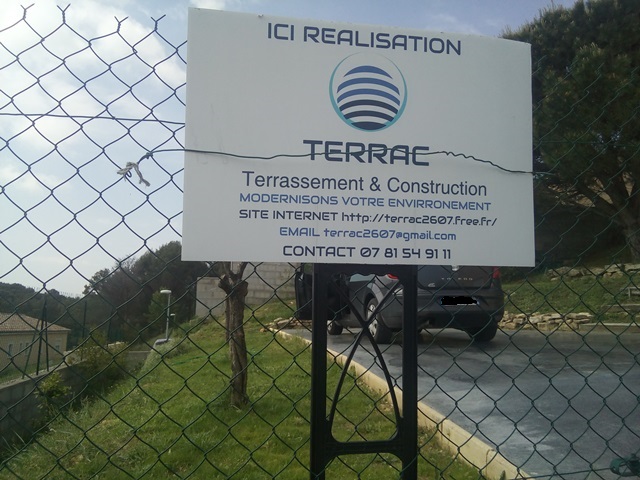 ICI REALISATION
TERRAC
Terrassement & Construction
MODERNISONS VOTRE ENVIRRONEMENT
SITE INTERNET http://terrac2607.free.fr/
EMAIL terrac2607@gmail.com
CONTACT 07 81 54 91 11